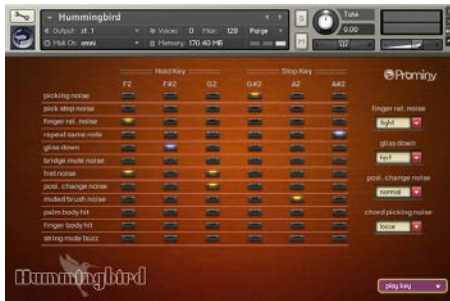 Hummingbird
Output: st. 1 Voices: 0 Max: 128 Purge
Midi Ch: omni Memory: 170.40 MB
S
M
Tune
0.00
Hold Key Stop Key
F2 F#2 G2 G#2 A2 A#2
Prominy
picking noise
pick stop noise
finger rel. noise
repeat same note
gliss down
bridge mute noise
fret noise
posi. change noise
muted brush noise
palm body hit
finger body hit
string mute buzz
finger rel. noise
light
gliss down
fast
posi. change noise
normal
chord picking noise
loose
Hummingbird
play key